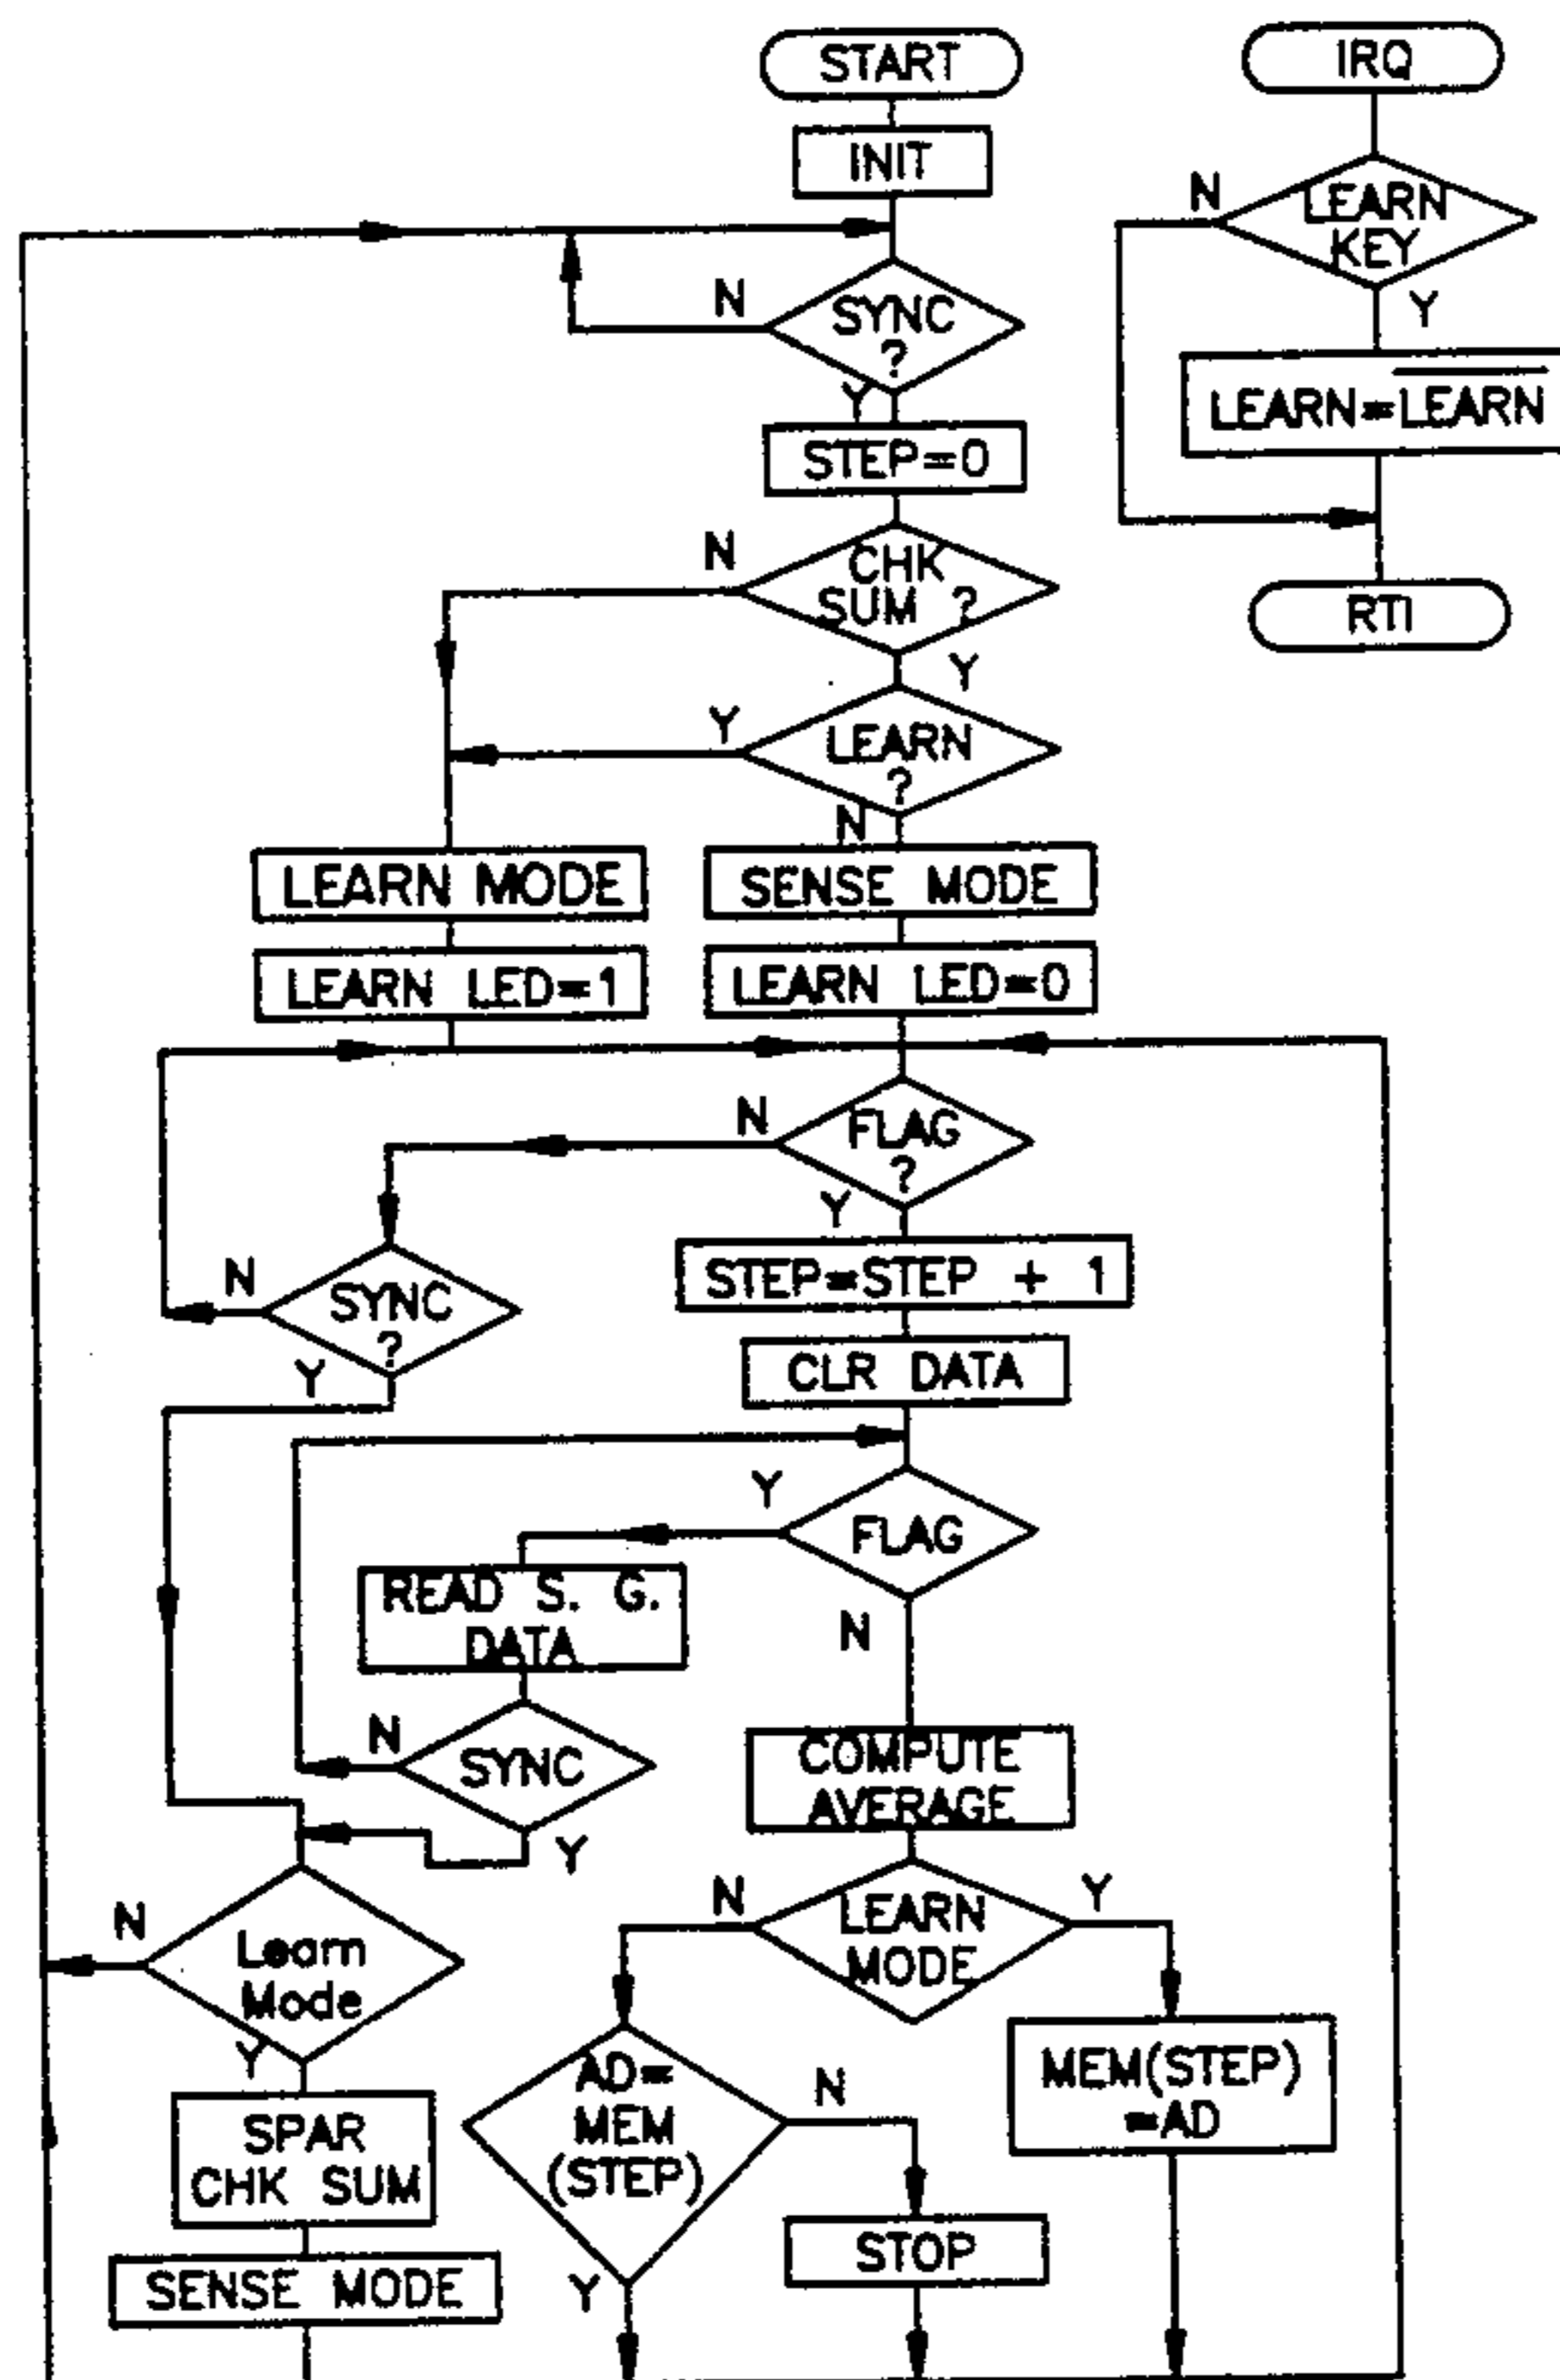 START
INIT
N
SYNC
?
Y
STEP=0
N
CHK
SUM ?
Y
Y
LEARN
?
N
LEARN MODE
SENSE MODE
LEARN LED=1
LEARN LED=0
N
FLAG
?
Y
N
SYNC
?
Y
STEP=STEP + 1
CLR DATA
Y
FLAG
N
READ S. G.
DATA
N
SYNC
Y
COMPUTE
AVERAGE
N
LEARN
MODE
Y
N
Learn
Mode
Y
AD=
MEM
(STEP)
N
Y
MEM(STEP)
=AD
SPAR
CHK SUM
STOP
SENSE MODE
IRQ
N
LEARN
KEY
Y
LEARN=L̅E̅A̅R̅N̅
RTI